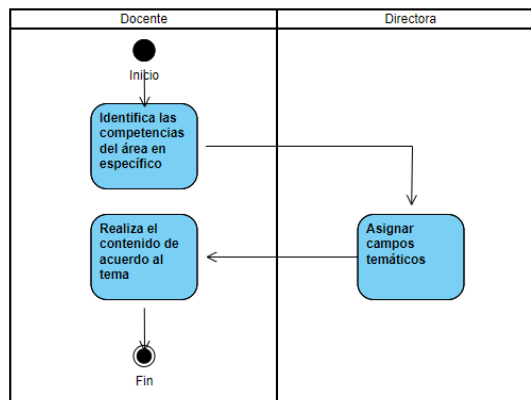 Docente
Directora
Inicio
Identifica las
competencias
del área en
específico
Realiza el
contenido de
acuerdo al
tema
Asignar
campos
temáticos
Fin